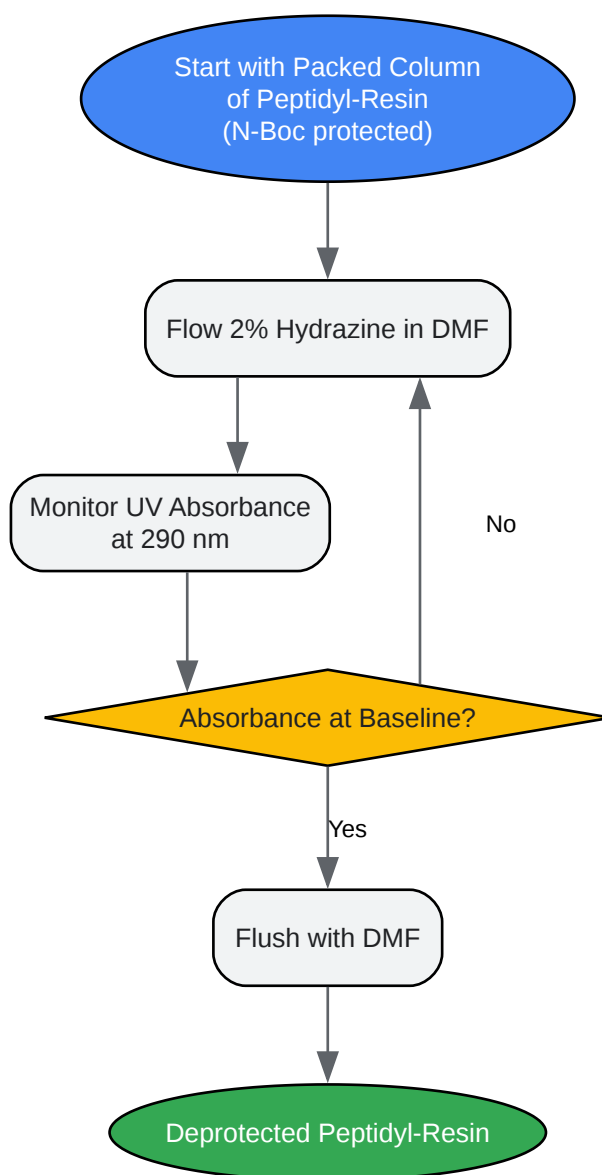 Start with Packed Column
of Peptidyl-Resin
(N-Boc protected)
Flow 2% Hydrazine in DMF
Monitor UV Absorbance
at 290 nm
No
Absorbance at Baseline?
Yes
Flush with DMF
Deprotected Peptidyl-Resin